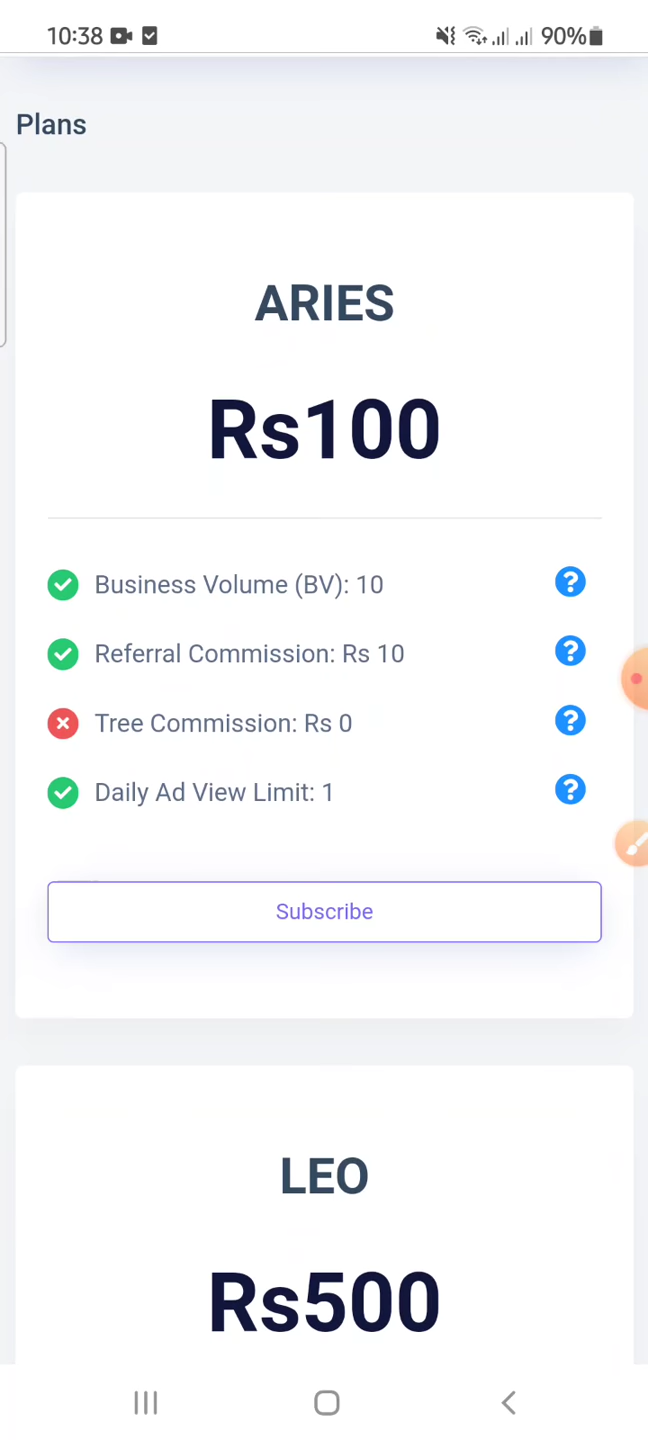 10:38 90%
Plans
ARIES
Rs100
Business Volume (BV): 10
Referral Commission: Rs 10
Tree Commission: Rs 0
Daily Ad View Limit: 1
Subscribe
LEO
Rs500